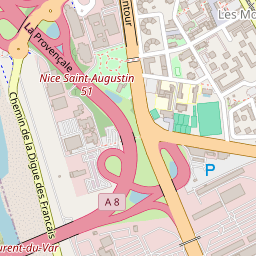 La Provençale
Nice Saint-Augustin
51
Les Mo
Chemin de la Digue des Français
A 8
P
urent-du-Var